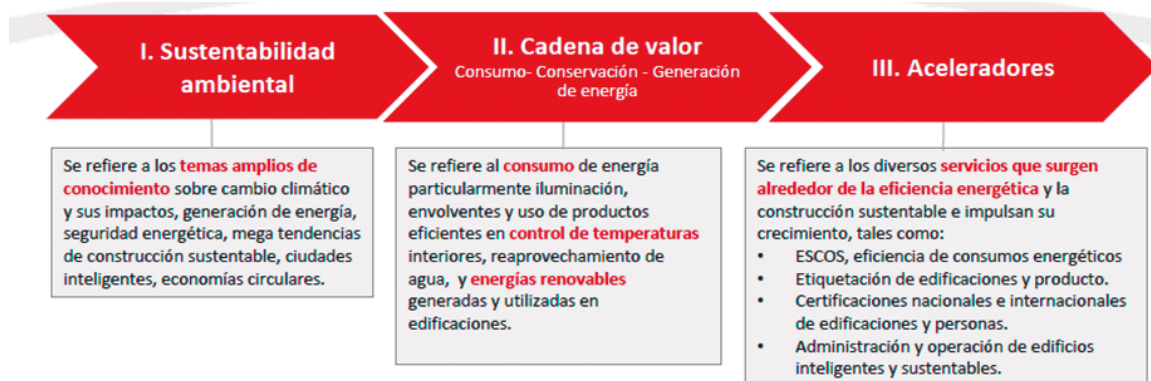 I. Sustentabilidad
ambiental
II. Cadena de valor
Consumo- Conservación - Generación
de energía
III. Aceleradores
Se refiere a los temas amplios de
conocimiento sobre cambio climático
y sus impactos, generación de energía,
seguridad energética, mega tendencias
de construcción sustentable, ciudades
inteligentes, economías circulares.
Se refiere al consumo de energía
particularmente iluminación,
envolventes y uso de productos
eficientes en control de temperaturas
interiores, reaprovechamiento de
agua, y energías renovables
generadas y utilizadas en
edificaciones.
Se refiere a los diversos servicios que surgen
alrededor de la eficiencia energética y la
construcción sustentable e impulsan su
crecimiento, tales como:
• ESCOS, eficiencia de consumos energéticos
• Etiquetación de edificaciones y producto.
• Certificaciones nacionales e internacionales
de edificaciones y personas.
• Administración y operación de edificios
inteligentes y sustentables.